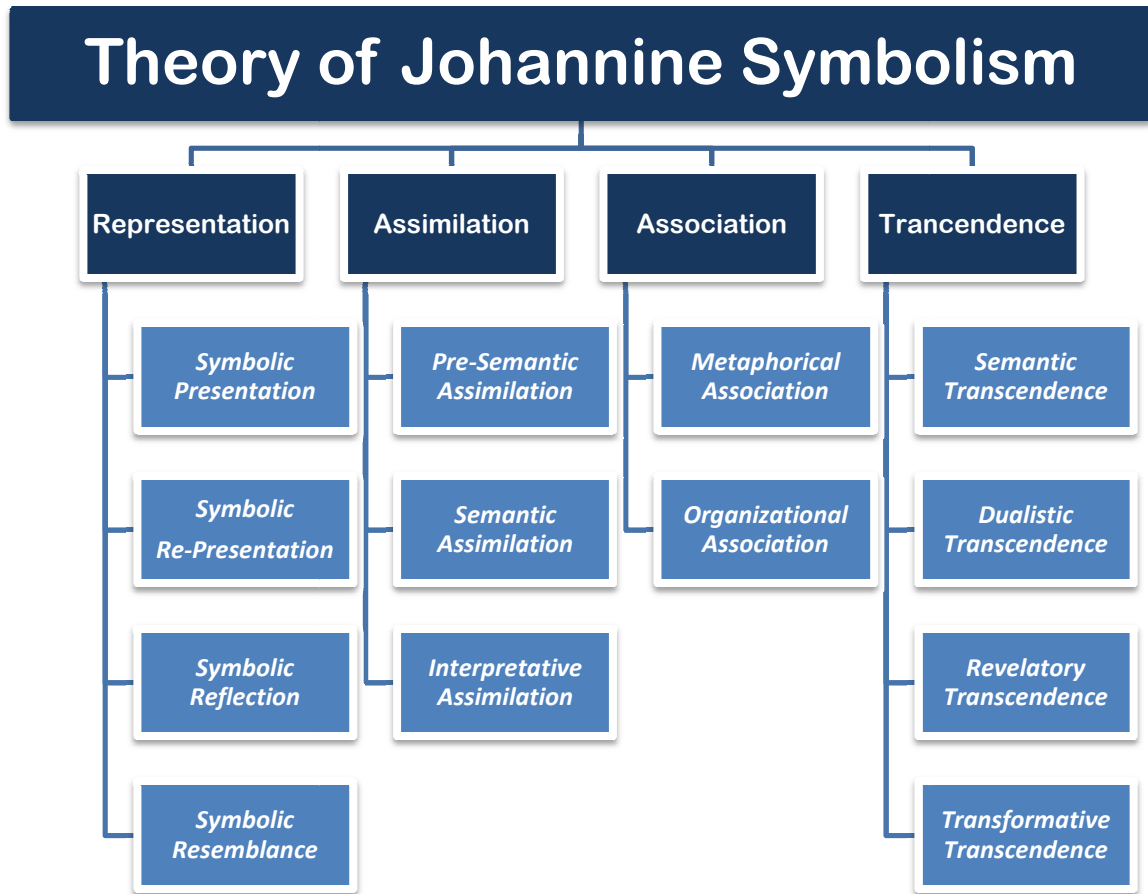 Theory of Johannine Symbolism
Representation
Assimilation
Association
Trancendence
Symbolic
Presentation
Pre-Semantic
Assimilation
Metaphorical
Association
Semantic
Transcendence
Symbolic
Re-Presentation
Semantic
Assimilation
Organizational
Association
Dualistic
Transcendence
Symbolic
Reflection
Interpretative
Assimilation
Revelatory
Transcendence
Symbolic
Resemblance
Transformative
Transcendence